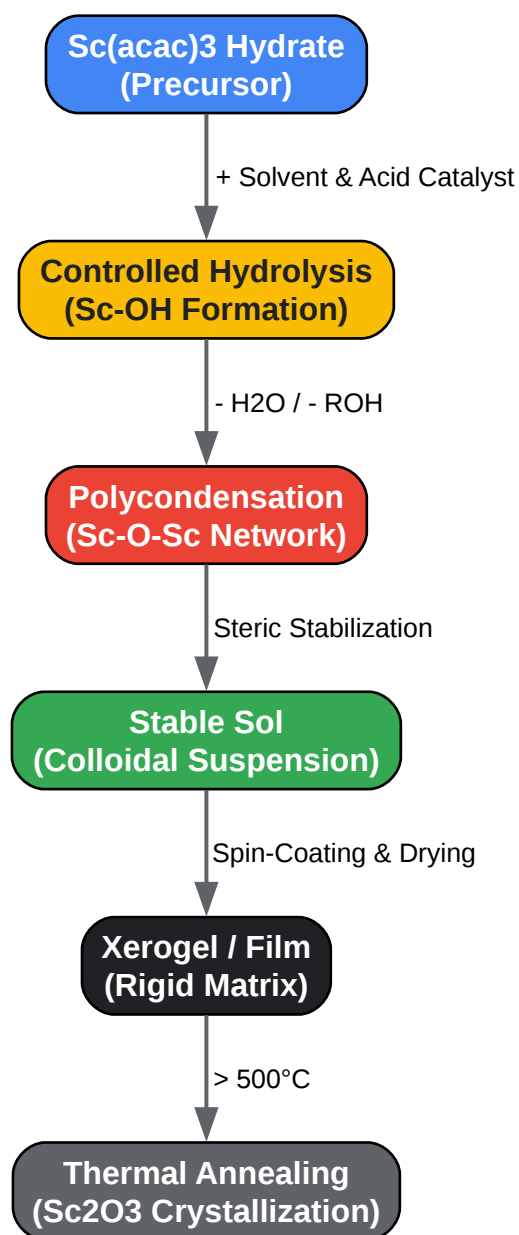 Sc(acac)3 Hydrate
(Precursor)
+ Solvent & Acid Catalyst
Controlled Hydrolysis
(Sc-OH Formation)
- H2O / - ROH
Polycondensation
(Sc-O-Sc Network)
Steric Stabilization
Stable Sol
(Colloidal Suspension)
Spin-Coating & Drying
Xerogel / Film
(Rigid Matrix)
> 500°C
Thermal Annealing
(Sc2O3 Crystallization)